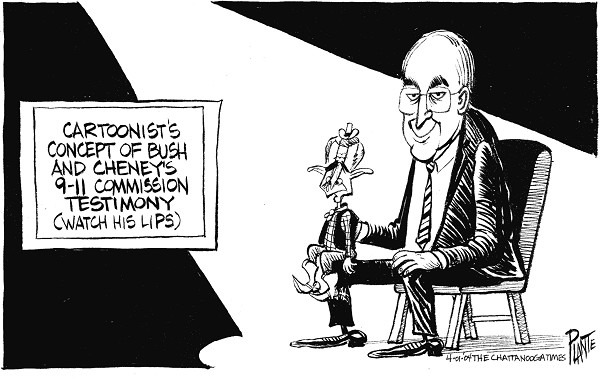 CARTOONIST'S
CONCEPT OF BUSH
AND CHENEY'S
9-11 COMMISSION
TESTIMONY
(WATCH HIS LIPS)
4-01-04 THE CHATTANOOGA TIMES
PLANTE